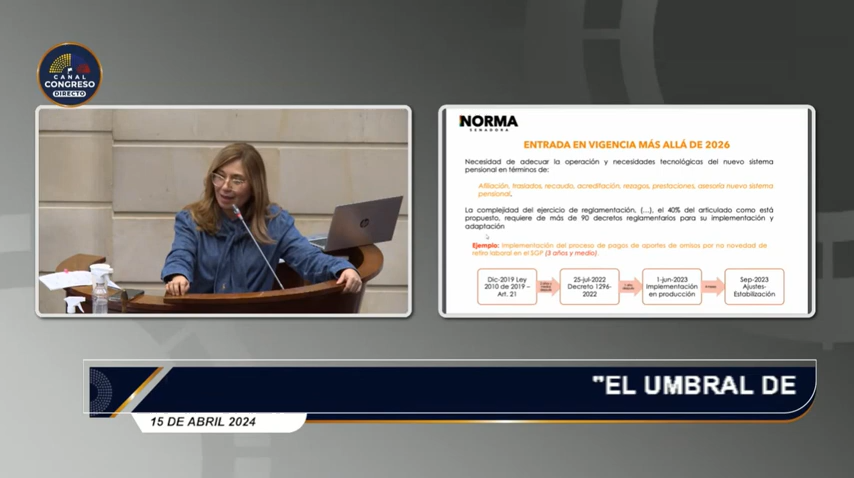 CANAL
CONGRESO
DIRECTO
hp
NORMA
SENADORA
ENTRADA EN VIGENCIA MÁS ALLÁ DE 2026
Necesidad de adecuar la operación y necesidades tecnológicas del nuevo sistema
pensional en términos de:
Afiliación, traslados, recaudo, acreditación, rezagos, prestaciones, asesoría nuevo sistema
pensional.
La complejidad del ejercicio de reglamentación, (...), el 40% del articulado como está
propuesto, requiere de más de 90 decretos reglamentarios para su implementación y
adaptación
Ejemplo: Implementación del proceso de pagos de aportes de omisos por no novedad de
retiro laboral en el SGP (3 años y medio)
Dic-2019 Ley
2010 de 2019 –
Art. 21
25-jul-2022
Decreto 1296-
2022
1-jun-2023
Implementación
en producción
Sep-2023
Ajustes-
Estabilización
"EL UMBRAL DE
15 DE ABRIL 2024